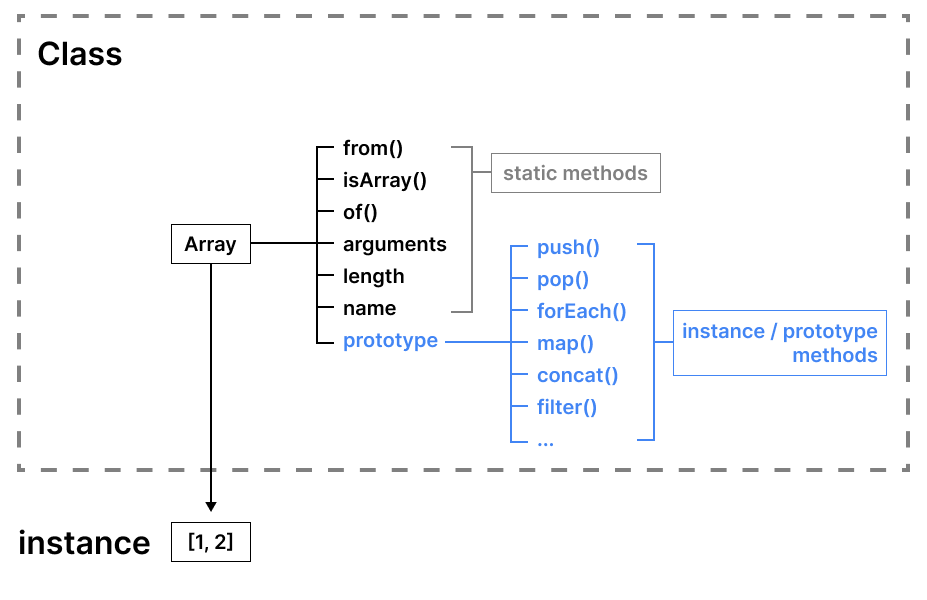 Class
from()
isArray()
of()
arguments
length
name
prototype
static methods
Array
push()
pop()
forEach()
map()
concat()
filter()
...
instance / prototype
methods
instance
[1, 2]